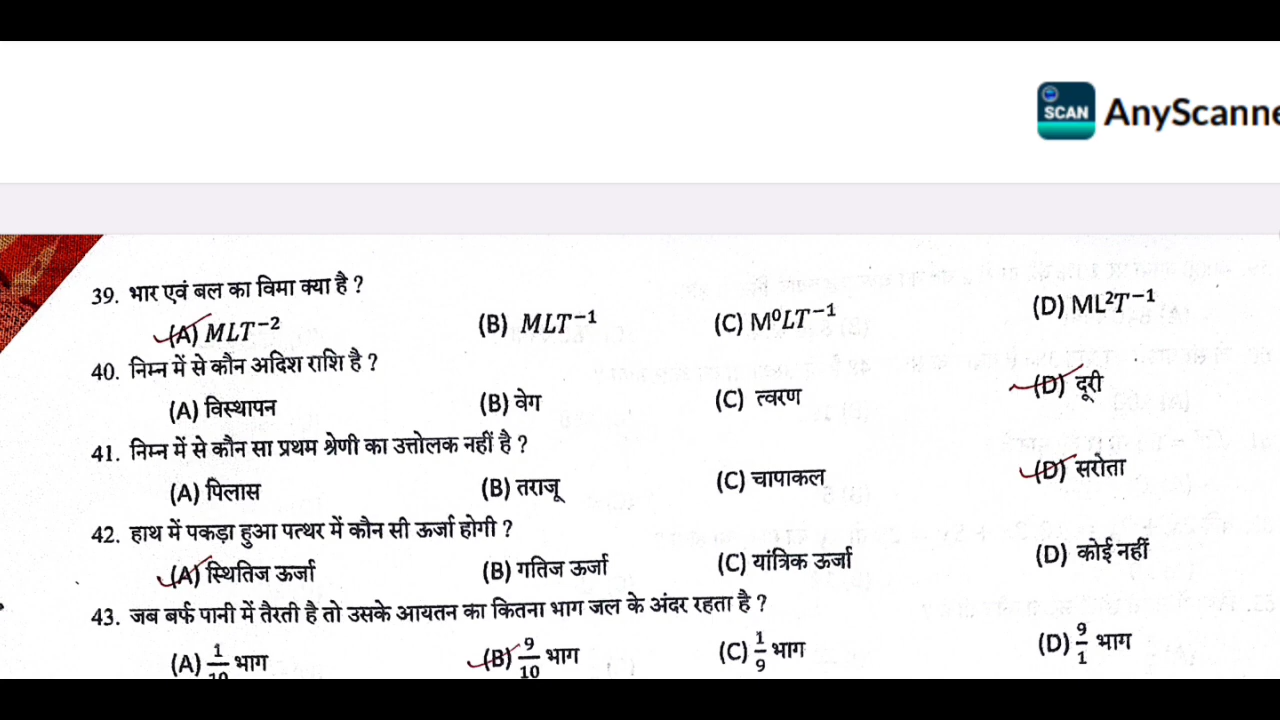 SCAN AnyScanne
39. भार एवं बल का विमा क्या है ?
(A) MLT⁻² (B) MLT⁻¹ (C) M⁰LT⁻¹ (D) ML²T⁻¹
40. निम्न में से कौन अदिश राशि है ?
(A) विस्थापन (B) वेग (C) त्वरण (D) दूरी
41. निम्न में से कौन सा प्रथम श्रेणी का उत्तोलक नहीं है ?
(A) पिलास (B) तराजू (C) चापाकल (D) सरोता
42. हाथ में पकड़ा हुआ पत्थर में कौन सी ऊर्जा होगी ?
(A) स्थितिज ऊर्जा (B) गतिज ऊर्जा (C) यांत्रिक ऊर्जा (D) कोई नहीं
43. जब बर्फ पानी में तैरती है तो उसके आयतन का कितना भाग जल के अंदर रहता है ?
(A) 1/10 भाग (B) 9/10 भाग (C) 1/9 भाग (D) 9/1 भाग